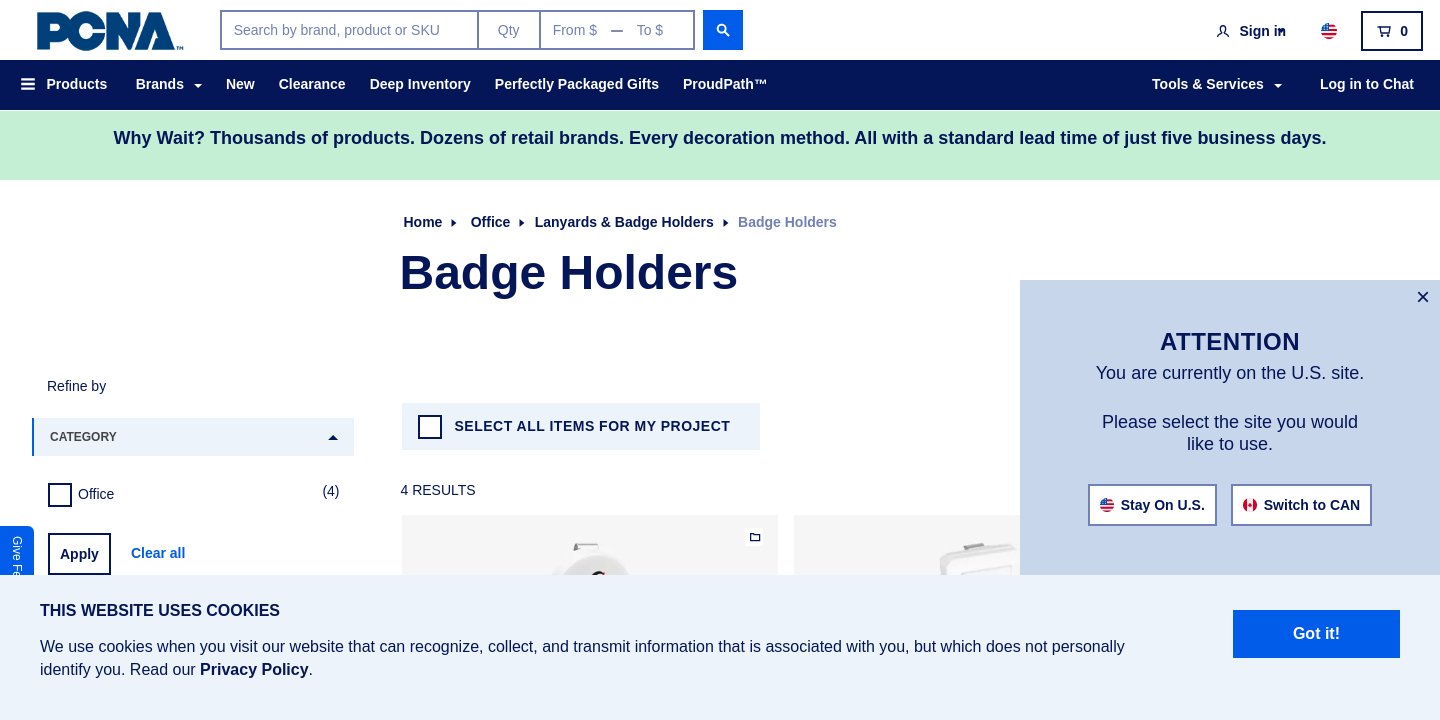 PCNA™
Search by brand, product or SKU
Qty
From $ — To $
Sign in
0
Products
Brands
New
Clearance
Deep Inventory
Perfectly Packaged Gifts
ProudPath™
Tools & Services
Log in to Chat
Why Wait? Thousands of products. Dozens of retail brands. Every decoration method. All with a standard lead time of just five business days.
Home
Office
Lanyards & Badge Holders
Badge Holders
Badge Holders
ATTENTION
You are currently on the U.S. site.
Please select the site you would
like to use.
Stay On U.S.
Switch to CAN
Refine by
CATEGORY
Office
(4)
Apply
Clear all
SELECT ALL ITEMS FOR MY PROJECT
4 RESULTS
Give Fe
THIS WEBSITE USES COOKIES
We use cookies when you visit our website that can recognize, collect, and transmit information that is associated with you, but which does not personally
identify you. Read our Privacy Policy.
Got it!